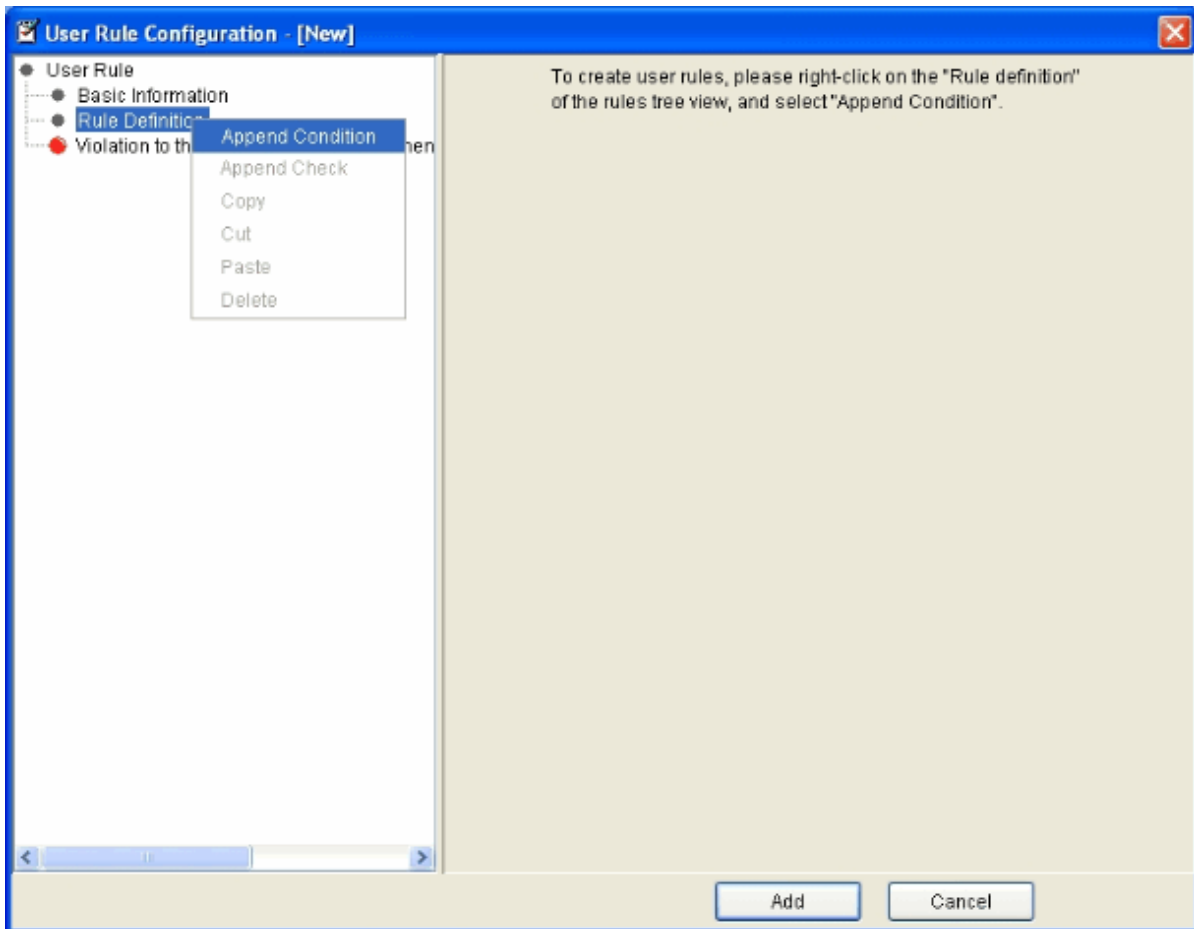 User Rule Configuration - [New]
User Rule
Basic Information
Rule Definition
Violation to th
Append Condition
Append Check
Copy
Cut
Paste
Delete
To create user rules, please right-click on the "Rule definition"
of the rules tree view, and select "Append Condition".
Add
Cancel